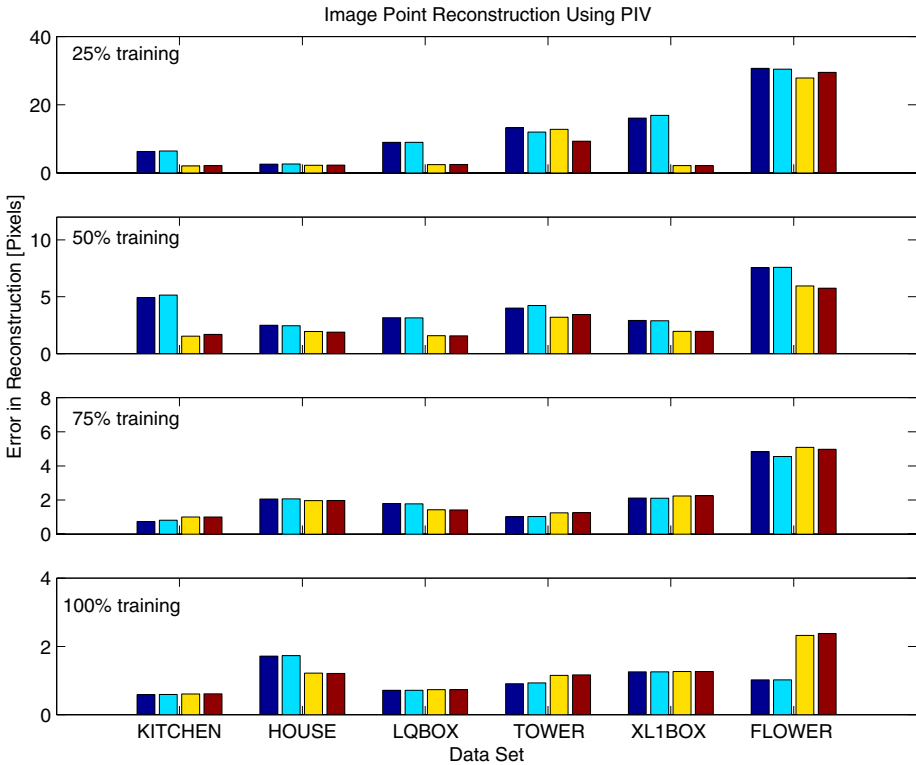 Image Point Reconstruction Using PIV
Error in Reconstruction [Pixels]
25% training
40
20
0
50% training
10
5
0
75% training
8
6
4
2
0
100% training
4
2
0
KITCHEN HOUSE LQBOX TOWER XL1BOX FLOWER
Data Set